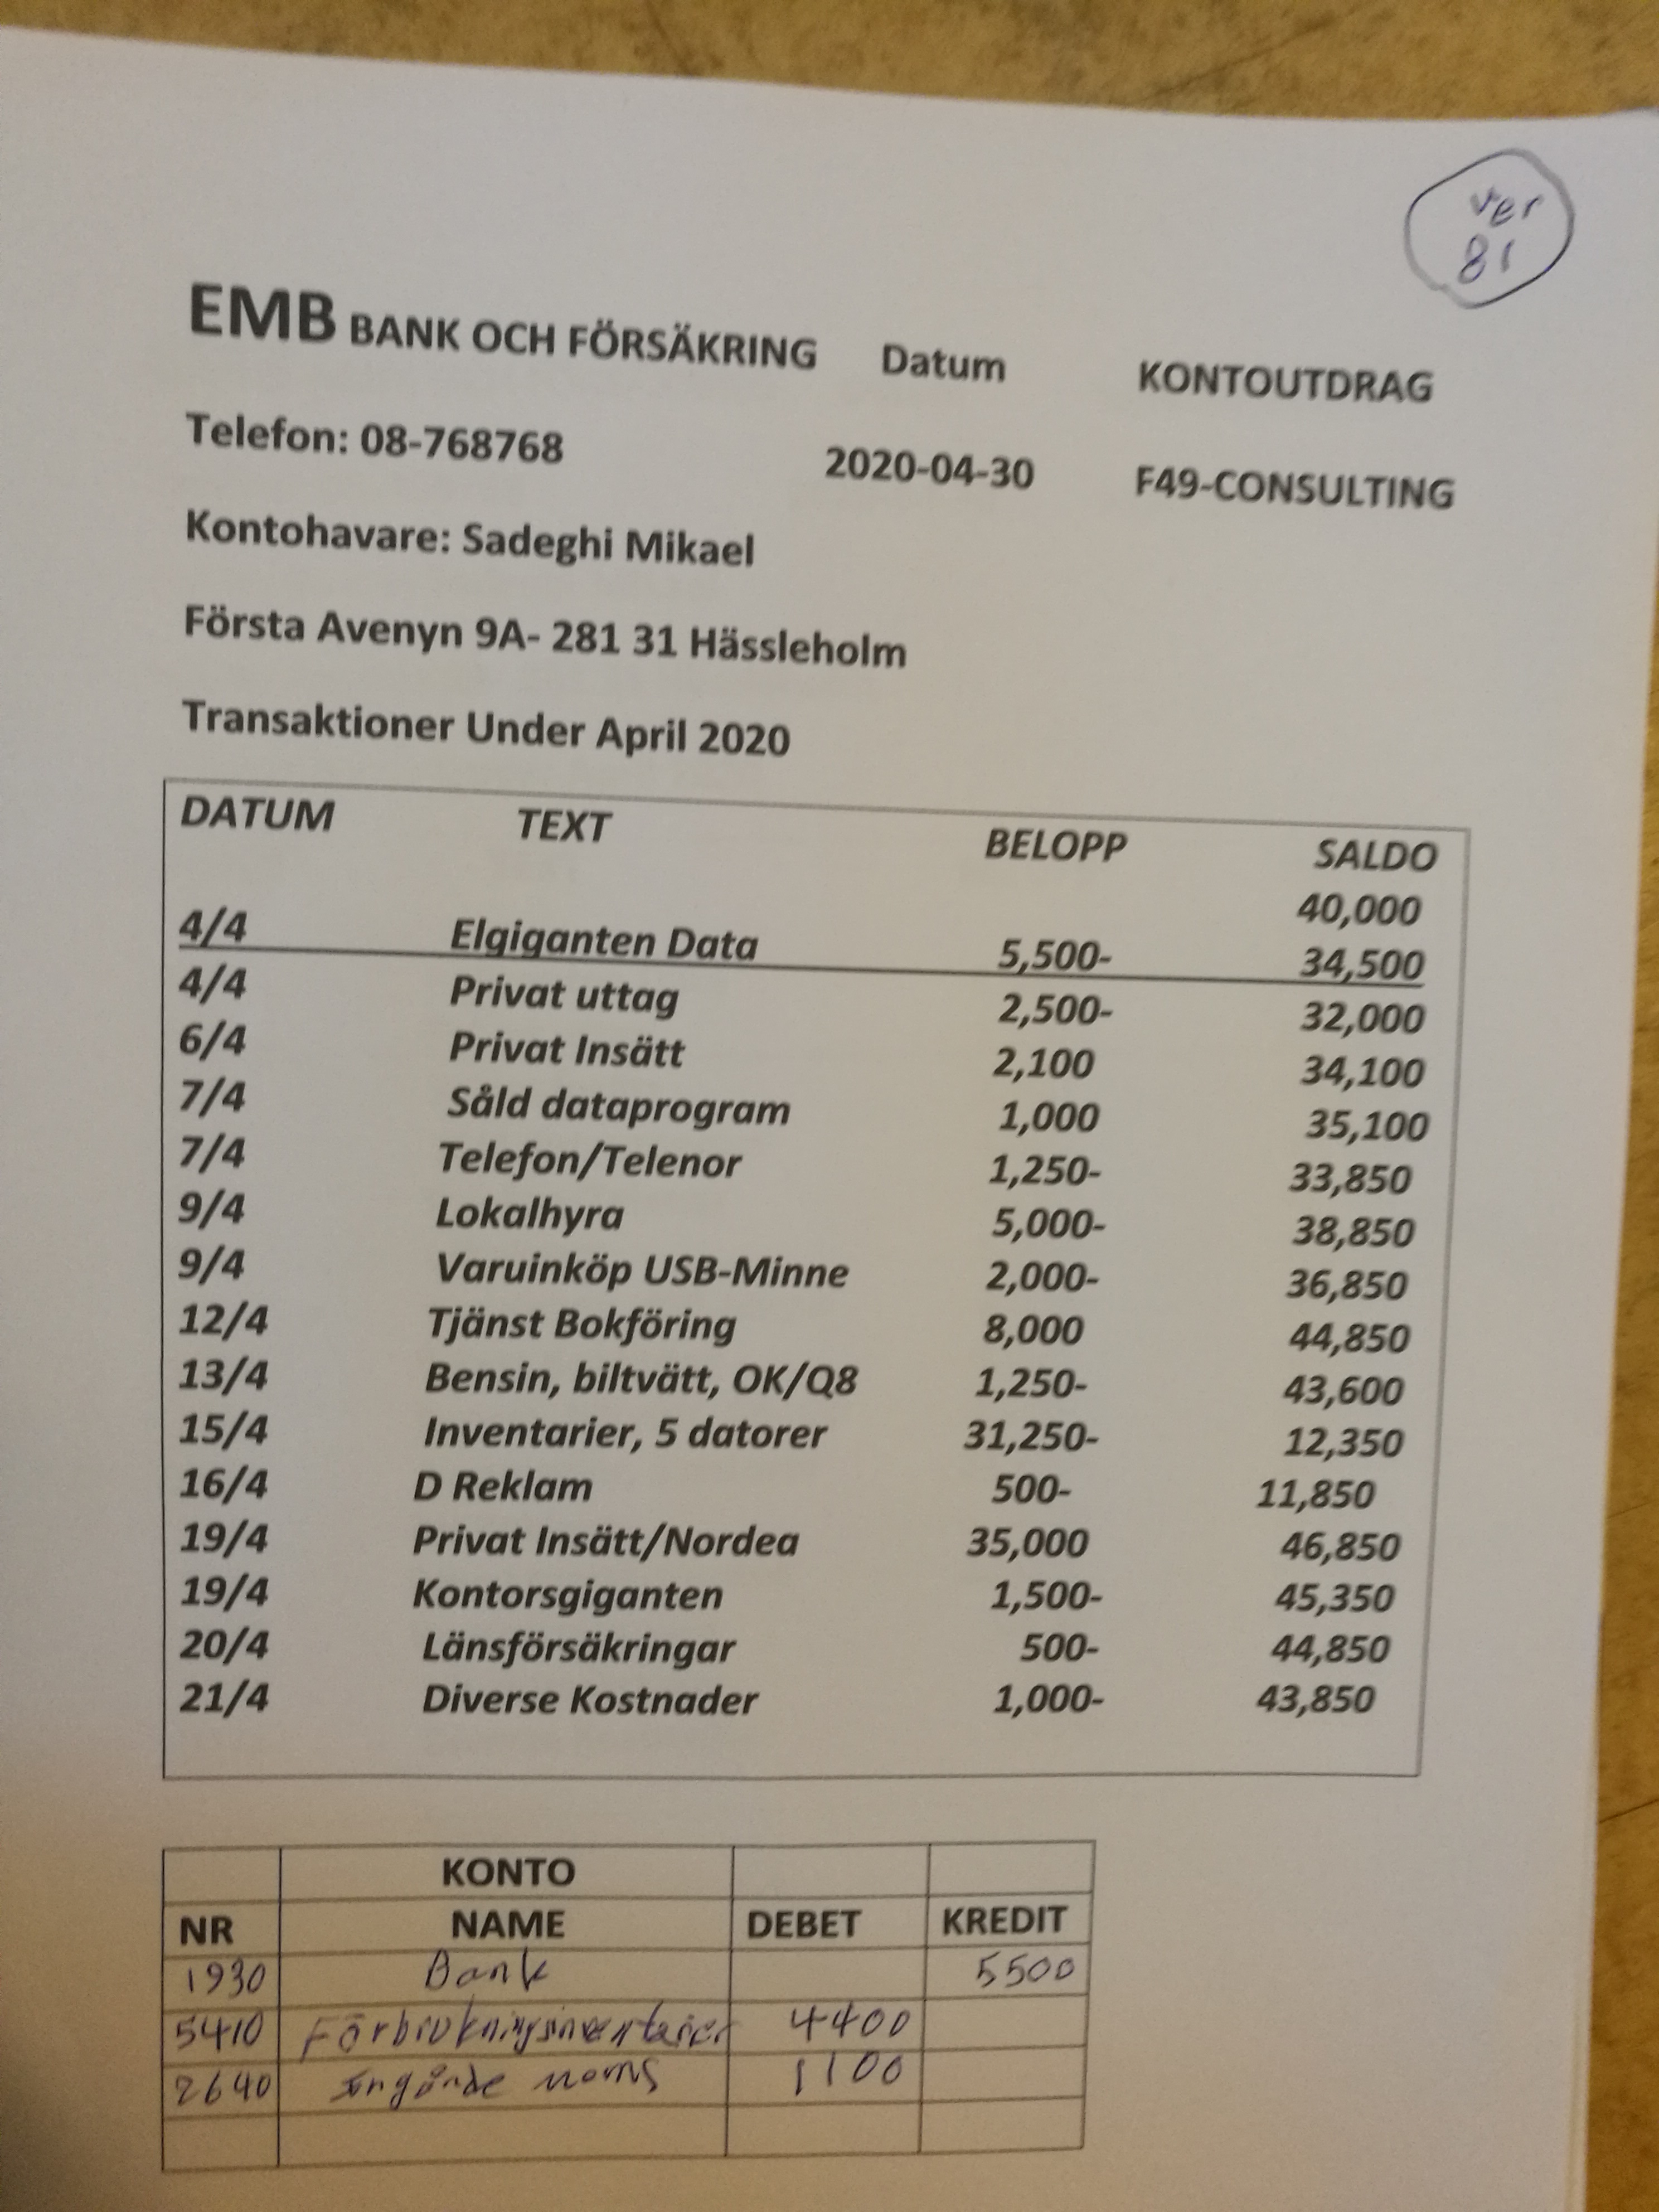 ver
81
EMB BANK OCH FÖRSÄKRING Datum KONTOUTDRAG
Telefon: 08-768768 2020-04-30 F49-CONSULTING
Kontohavare: Sadeghi Mikael
Första Avenyn 9A- 281 31 Hässleholm
Transaktioner Under April 2020
DATUM TEXT BELOPP SALDO
40,000
4/4 Elgiganten Data 5,500- 34,500
4/4 Privat uttag 2,500- 32,000
6/4 Privat Insätt 2,100 34,100
7/4 Såld dataprogram 1,000 35,100
7/4 Telefon/Telenor 1,250- 33,850
9/4 Lokalhyra 5,000- 38,850
9/4 Varuinköp USB-Minne 2,000- 36,850
12/4 Tjänst Bokföring 8,000 44,850
13/4 Bensin, biltvätt, OK/Q8 1,250- 43,600
15/4 Inventarier, 5 datorer 31,250- 12,350
16/4 D Reklam 500- 11,850
19/4 Privat Insätt/Nordea 35,000 46,850
19/4 Kontorsgiganten 1,500- 45,350
20/4 Länsförsäkringar 500- 44,850
21/4 Diverse Kostnader 1,000- 43,850
KONTO
NR NAME DEBET KREDIT
1930 Bank 5500
5410 Förbrukningsinventarier 4400
2640 Ingånde moms 1100